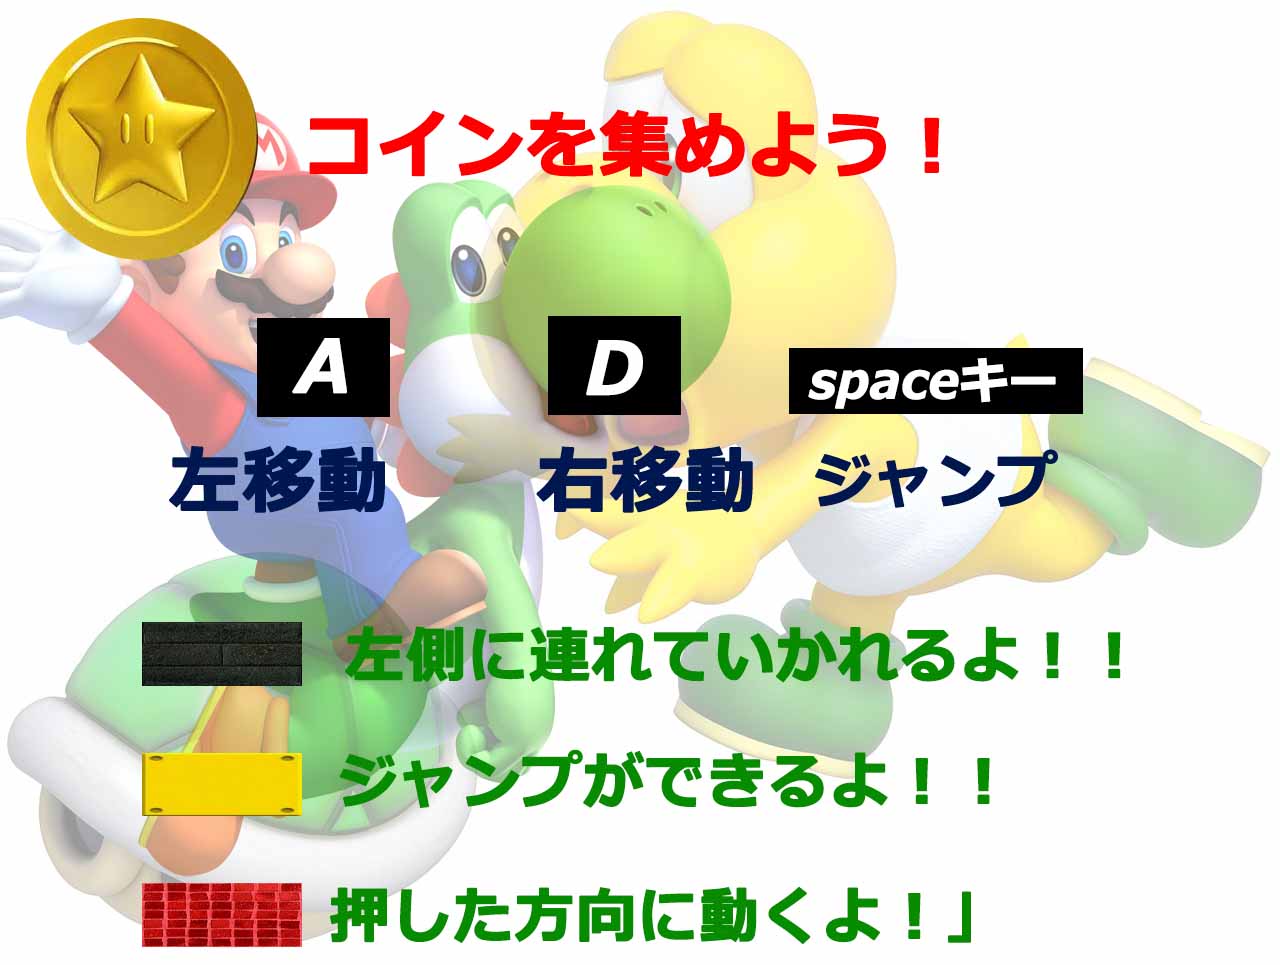 コインを集めよう！
A D spaceキー
左移動 右移動 ジャンプ
左側に連れていかれるよ！！
ジャンプができるよ！！
押した方向に動くよ！」